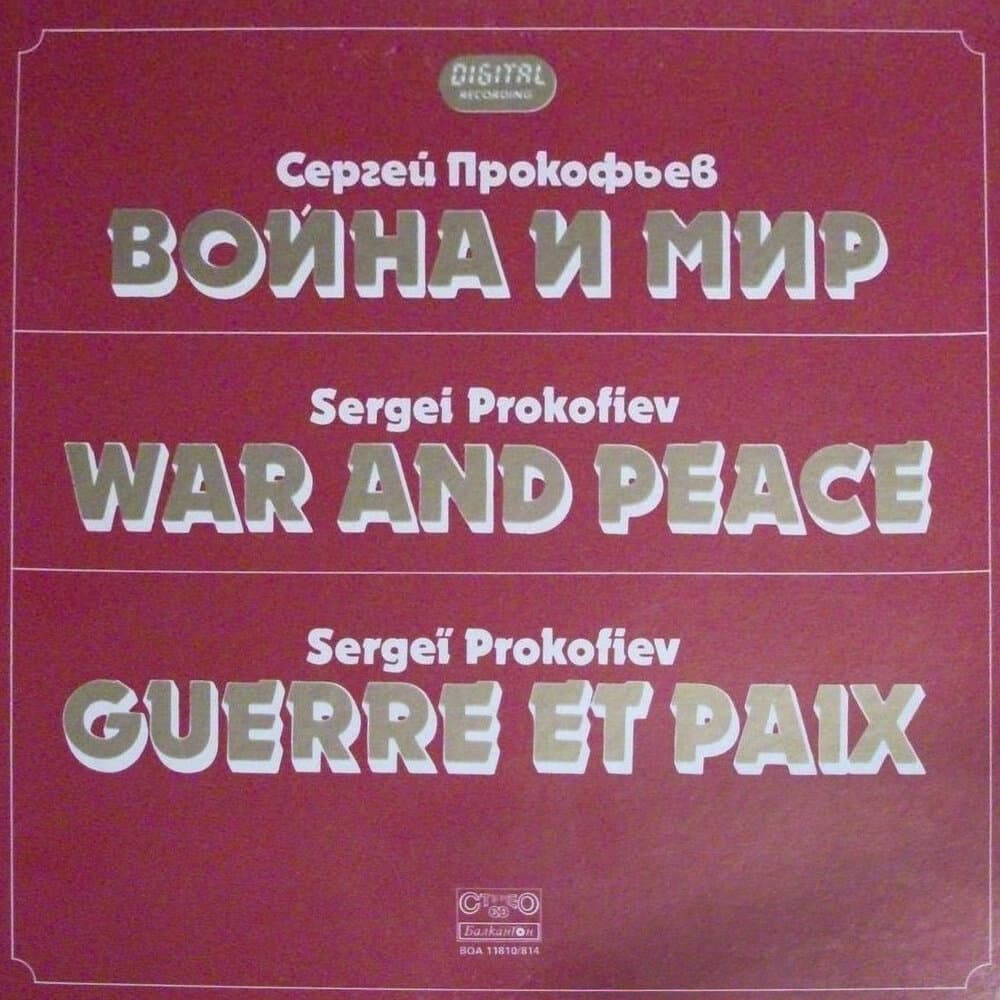 DIGITAL
RECORDING
Сергей Прокофьев
ВОЙНА И МИР
Sergei Prokofiev
WAR AND PEACE
Sergeï Prokofiev
GUERRE ET PAIX
СТЕРЕО
Балкантон
BOA 11810/814